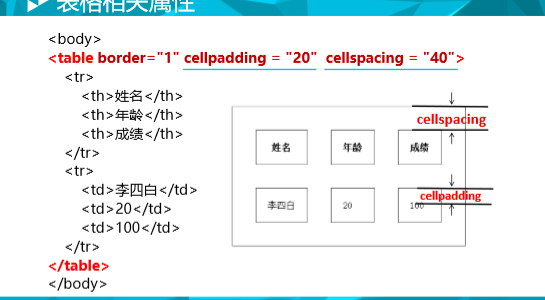 表格相关属性
<body>
<table border="1" cellpadding = "20" cellspacing = "40">
<tr>
<th>姓名</th>
<th>年龄</th>
<th>成绩</th>
</tr>
<tr>
<td>李四白</td>
<td>20</td>
<td>100</td>
</tr>
</table>
</body>
cellspacing
姓名 年龄 成绩
cellpadding
李四白 20 100